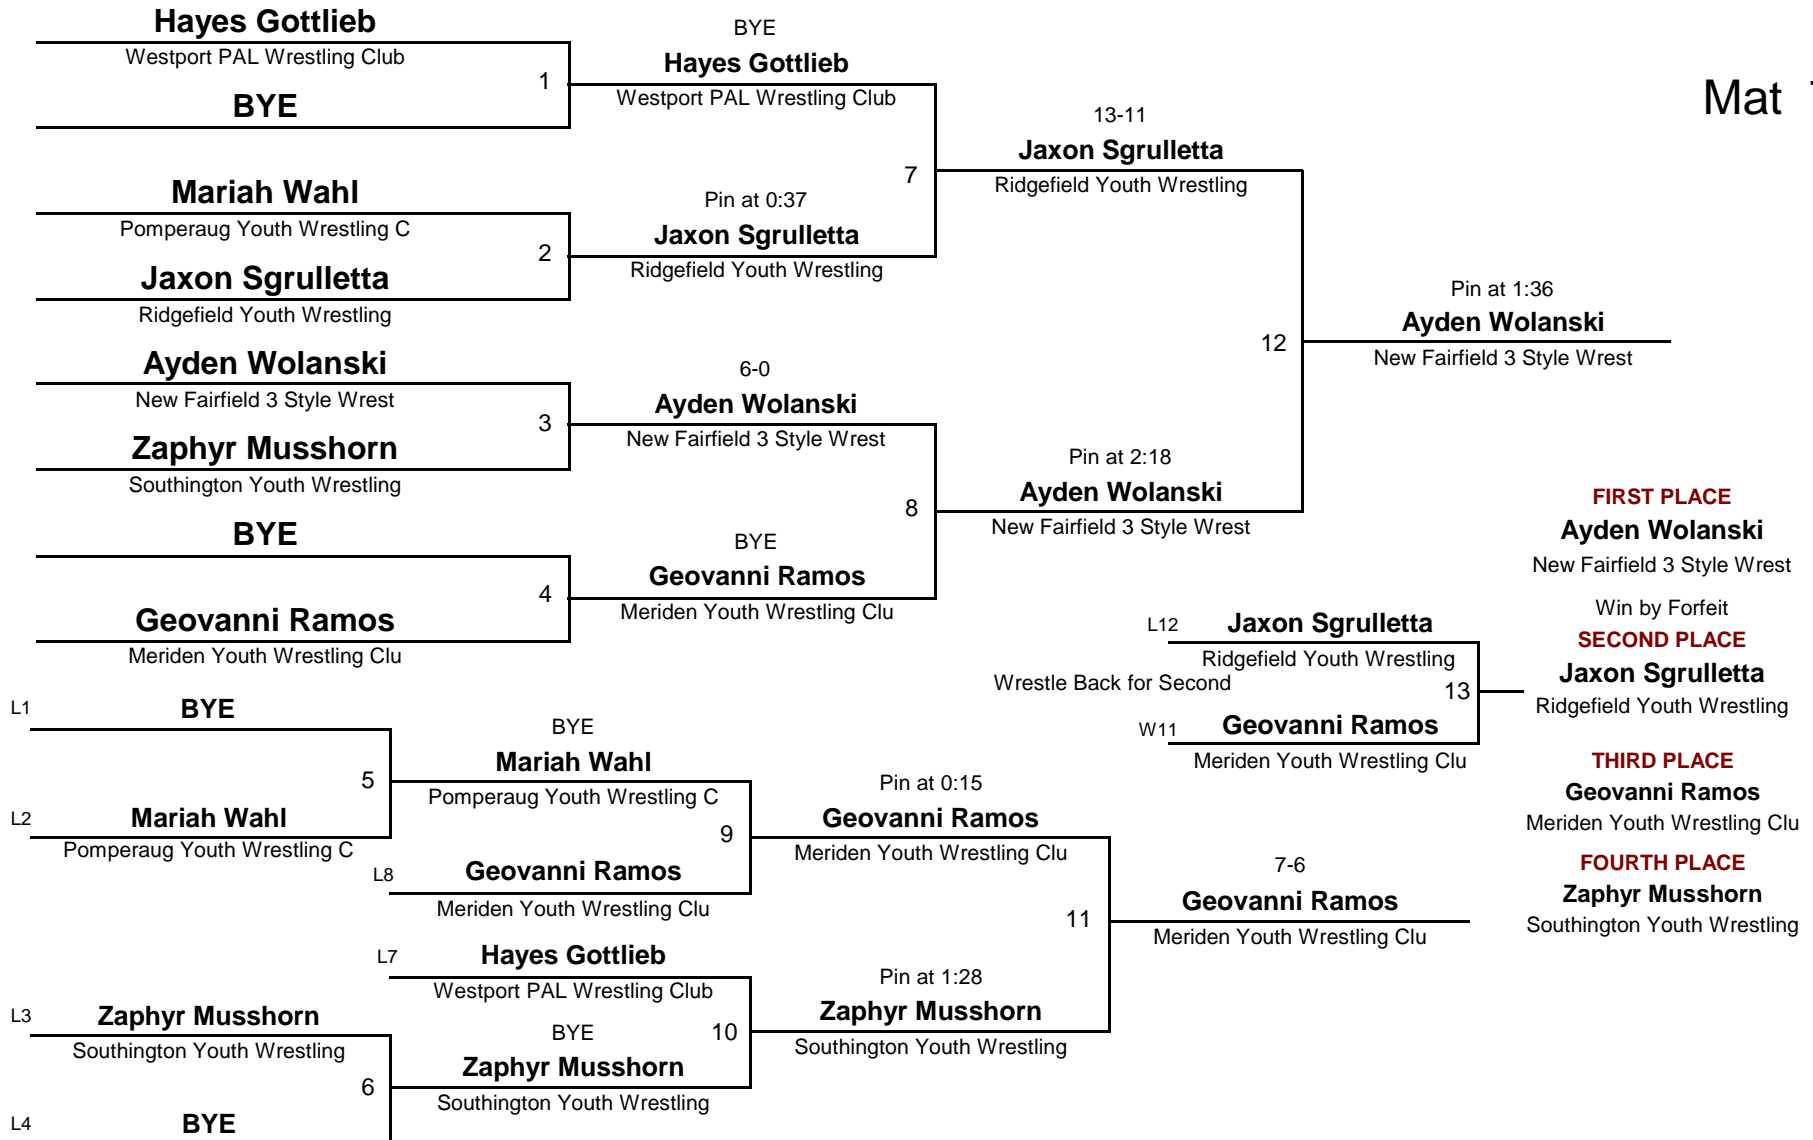 Hayes Gottlieb
Westport PAL Wrestling Club
1
BYE
Mariah Wahl
Pomperaug Youth Wrestling C
2
Jaxon Sgrulletta
Ridgefield Youth Wrestling
Ayden Wolanski
New Fairfield 3 Style Wrest
3
Zaphyr Musshorn
Southington Youth Wrestling
BYE
4
Geovanni Ramos
Meriden Youth Wrestling Clu
BYE
Hayes Gottlieb
Westport PAL Wrestling Club
7
Pin at 0:37
Jaxon Sgrulletta
Ridgefield Youth Wrestling
6-0
Ayden Wolanski
New Fairfield 3 Style Wrest
8
BYE
Geovanni Ramos
Meriden Youth Wrestling Clu
13-11
Jaxon Sgrulletta
Ridgefield Youth Wrestling
12
Pin at 2:18
Ayden Wolanski
New Fairfield 3 Style Wrest
Mat
Pin at 1:36
Ayden Wolanski
New Fairfield 3 Style Wrest
L1 BYE
5
L2 Mariah Wahl
Pomperaug Youth Wrestling C
L3 Zaphyr Musshorn
Southington Youth Wrestling
6
L4 BYE
BYE
Mariah Wahl
Pomperaug Youth Wrestling C
9
L8 Geovanni Ramos
Meriden Youth Wrestling Clu
L7 Hayes Gottlieb
Westport PAL Wrestling Club
BYE
10
Zaphyr Musshorn
Southington Youth Wrestling
Pin at 0:15
Geovanni Ramos
Meriden Youth Wrestling Clu
11
Pin at 1:28
Zaphyr Musshorn
Southington Youth Wrestling
7-6
Geovanni Ramos
Meriden Youth Wrestling Clu
L12 Jaxon Sgrulletta
Ridgefield Youth Wrestling
Wrestle Back for Second
13
W11 Geovanni Ramos
Meriden Youth Wrestling Clu
FIRST PLACE
Ayden Wolanski
New Fairfield 3 Style Wrest
Win by Forfeit
SECOND PLACE
Jaxon Sgrulletta
Ridgefield Youth Wrestling
THIRD PLACE
Geovanni Ramos
Meriden Youth Wrestling Clu
FOURTH PLACE
Zaphyr Musshorn
Southington Youth Wrestling